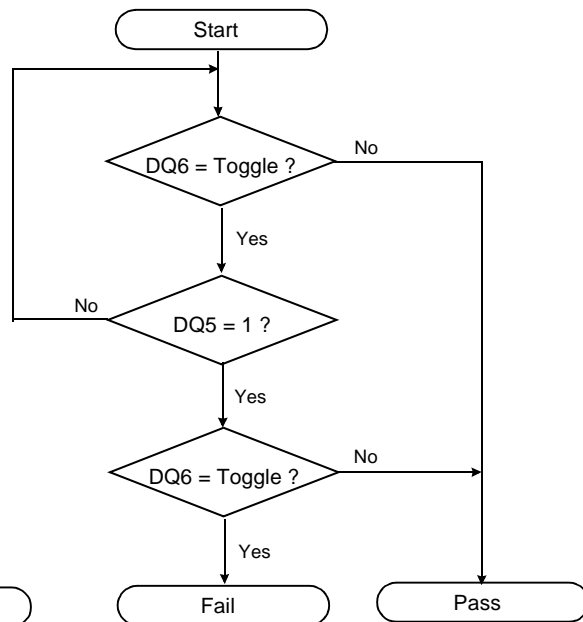 Start
DQ6 = Toggle ?
No
Yes
No
DQ5 = 1 ?
Yes
DQ6 = Toggle ?
No
Yes
Fail
Pass